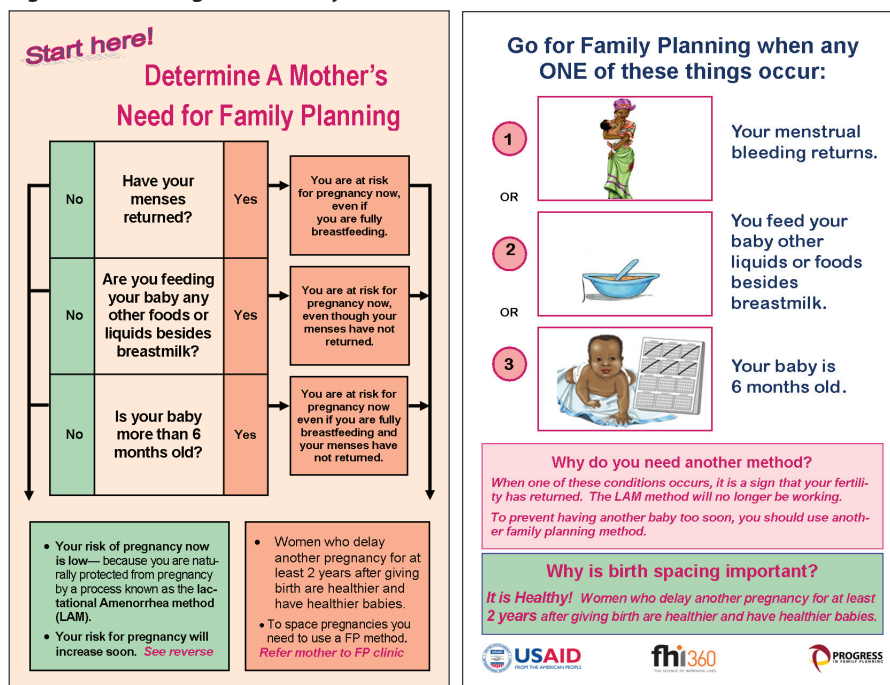 Start here!
Determine A Mother's
Need for Family Planning
No
Have your
menses
returned?
Yes
You are at risk
for pregnancy now,
even if
you are fully
breastfeeding.
No
Are you feeding
your baby any
other foods or
liquids besides
breastmilk?
Yes
You are at risk for
pregnancy now,
even though your
menses have not
returned.
No
Is your baby
more than 6
months old?
Yes
You are at risk for
pregnancy now
even if you are fully
breastfeeding and
your menses have
not returned.
• Your risk of pregnancy now
is low— because you are natu-
rally protected from pregnancy
by a process known as the lac-
tational Amenorrhea method
(LAM).
• Your risk for pregnancy will
increase soon. See reverse
• Women who delay
another pregnancy for at
least 2 years after giving
birth are healthier and
have healthier babies.
• To space pregnancies you
need to use a FP method.
Refer mother to FP clinic
Go for Family Planning when any
ONE of these things occur:
1
Your menstrual
bleeding returns.
OR
2
You feed your
baby other
liquids or foods
besides
breastmilk.
OR
3
Your baby is
6 months old.
Why do you need another method?
When one of these conditions occurs, it is a sign that your fertili-
ty has returned. The LAM method will no longer be working.
To prevent having another baby too soon, you should use anoth-
er family planning method.
Why is birth spacing important?
It is Healthy! Women who delay another pregnancy for at least
2 years after giving birth are healthier and have healthier babies.
USAID
FROM THE AMERICAN PEOPLE
fhi360
THE SCIENCE OF IMPROVING LIVES
PROGRESS
IN FAMILY PLANNING